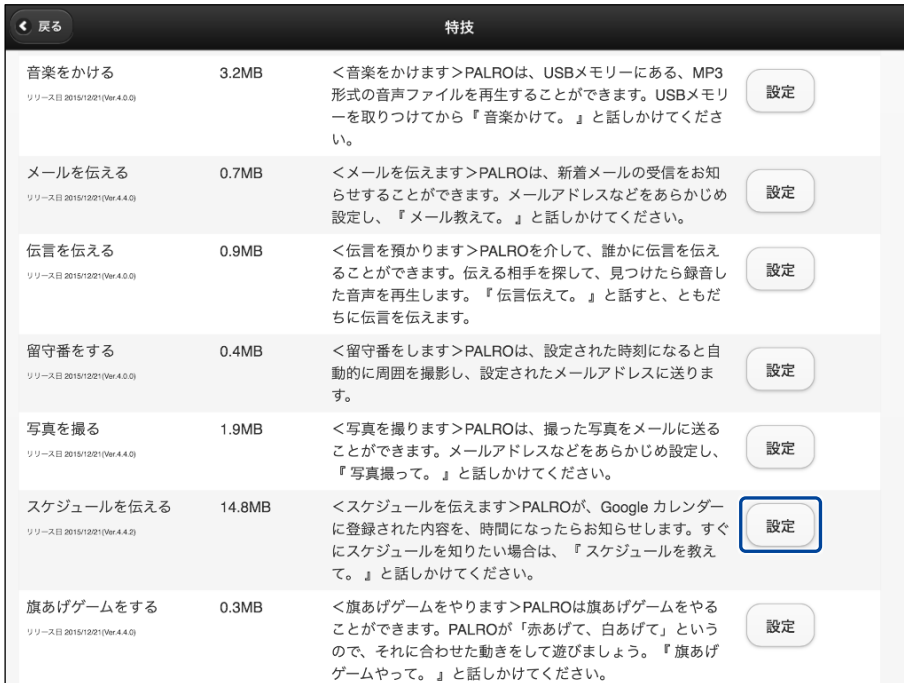 戻る
特技
音楽をかける
リリース日 2015/12/21(Ver.4.0.0)
3.2MB
＜音楽をかけます＞PALROは、USBメモリーにある、MP3
形式の音声ファイルを再生することができます。USBメモリ
ーを取りつけてから『 音楽かけて。 』と話しかけてくださ
い。
設定
メールを伝える
リリース日 2015/12/21(Ver.4.4.0)
0.7MB
＜メールを伝えます＞PALROは、新着メールの受信をお知
らせすることができます。メールアドレスなどをあらかじめ
設定し、『 メール教えて。 』と話しかけてください。
設定
伝言を伝える
リリース日 2015/12/21(Ver.4.0.0)
0.9MB
＜伝言を預かります＞PALROを介して、誰かに伝言を伝え
ることができます。伝える相手を探して、見つけたら録音し
た音声を再生します。『 伝言伝えて。 』と話すと、ともだ
ちに伝言を伝えます。
設定
留守番をする
リリース日 2015/12/21(Ver.4.0.0)
0.4MB
＜留守番をします＞PALROは、設定された時刻になると自
動的に周囲を撮影し、設定されたメールアドレスに送りま
す。
設定
写真を撮る
リリース日 2015/12/21(Ver.4.4.0)
1.9MB
＜写真を撮ります＞PALROは、撮った写真をメールに送る
ことができます。メールアドレスなどをあらかじめ設定し、
『 写真撮って。 』と話しかけてください。
設定
スケジュールを伝える
リリース日 2015/12/21(Ver.4.4.2)
14.8MB
＜スケジュールを伝えます＞PALROが、Google カレンダー
に登録された内容を、時間になったらお知らせします。すぐ
にスケジュールを知りたい場合は、『 スケジュールを教え
て。 』と話しかけてください。
設定
旗あげゲームをする
リリース日 2015/12/21(Ver.4.4.0)
0.3MB
＜旗あげゲームをやります＞PALROは旗あげゲームをやる
ことができます。PALROが「赤あげて、白あげて」という
ので、それに合わせた動きをして遊びましょう。『 旗あげ
ゲームやって。 』と話しかけてください。
設定